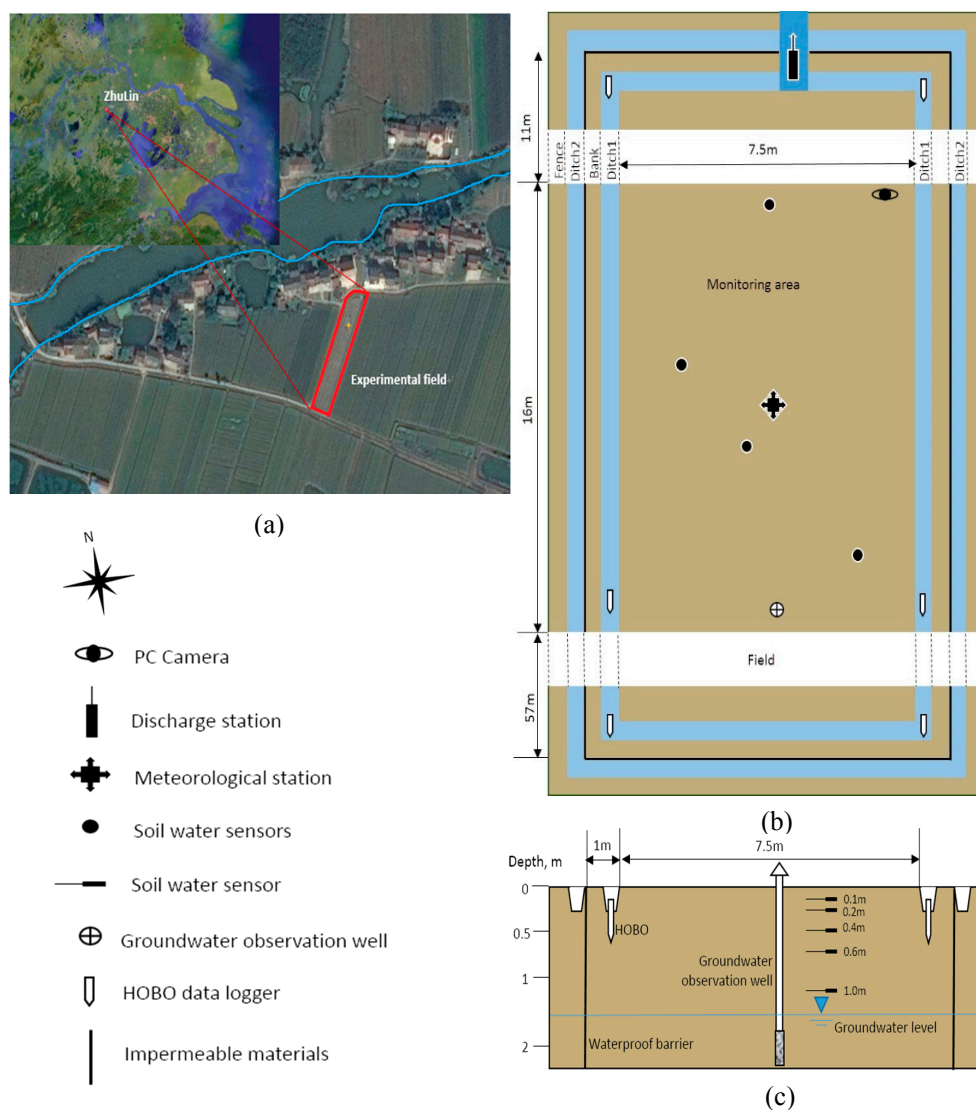 ZhuLin
Experimental field
(a)
N
PC Camera
Discharge station
Meteorological station
Soil water sensors
Soil water sensor
Groundwater observation well
HOBO data logger
Impermeable materials
11m
Fence
Ditch2
Bank
Ditch1
7.5m
Ditch1
Ditch2
Monitoring area
16m
Field
57m
(b)
1m
7.5m
Depth, m
0
0.5
1
2
HOBO
0.1m
0.2m
0.4m
0.6m
1.0m
Groundwater
observation well
Groundwater level
Waterproof barrier
(c)